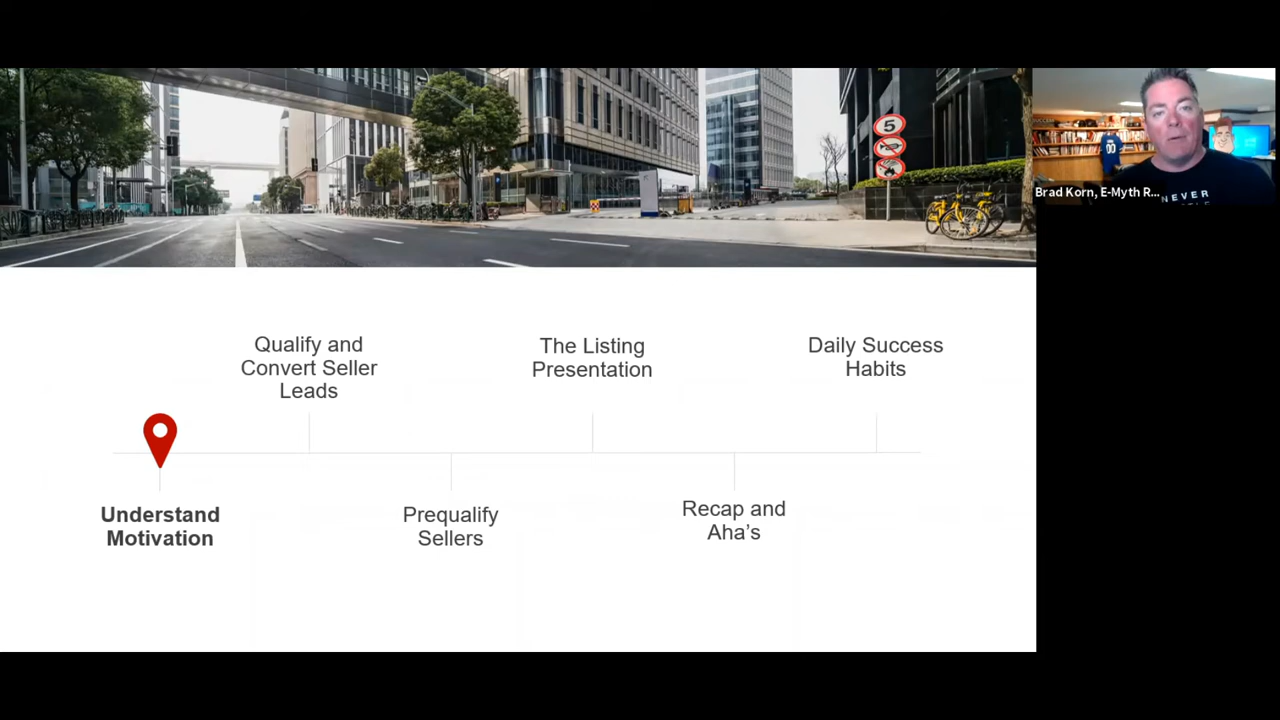 5
00
Brad Korn, E-Myth R...
NEVER
Qualify and
Convert Seller
Leads
The Listing
Presentation
Daily Success
Habits
Understand
Motivation
Prequalify
Sellers
Recap and
Aha’s